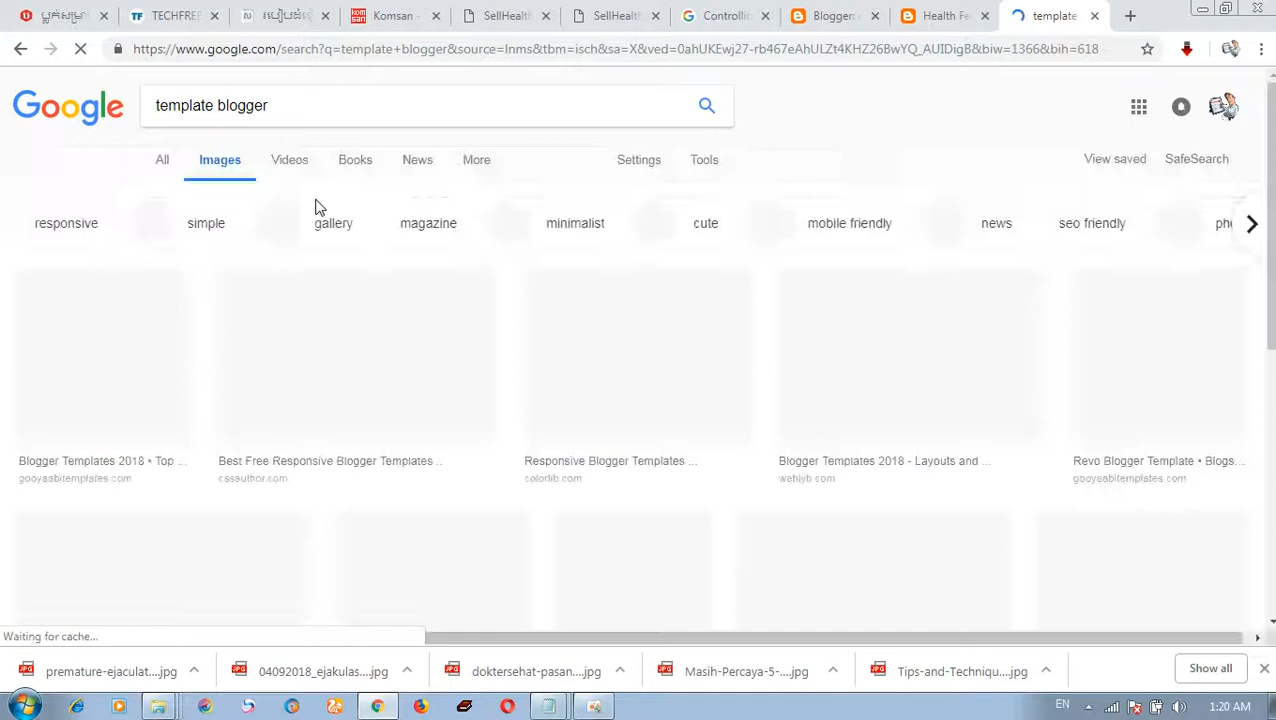 TECHFREE
Komsan -
SellHealth
SellHealth
Controllin
Blogger
Health Fe
template
https://www.google.com/search?q=template+blogger&source=lnms&tbm=isch&sa=X&ved=0ahUKEwj27-rb467eAhULZt4KHZ26BwYQ_AUIDigB&biw=1366&bih=618
Google
template blogger
All Images Videos Books News More Settings Tools View saved SafeSearch
responsive simple gallery magazine minimalist cute mobile friendly news seo friendly
Blogger Templates 2018 • Top ... Best Free Responsive Blogger Templates .. Responsive Blogger Templates ... Blogger Templates 2018 - Layouts and ... Revo Blogger Template • Blogs...
gooyaabitemplates.com cssauthor.com colorlib.com weblyb.com gooyaabitemplates.com
Waiting for cache...
premature-ejaculat....jpg 04092018_ejakulas....jpg doktersehat-pasan....jpg Masih-Percaya-5-....jpg Tips-and-Techniqu....jpg Show all
EN 1:20 AM